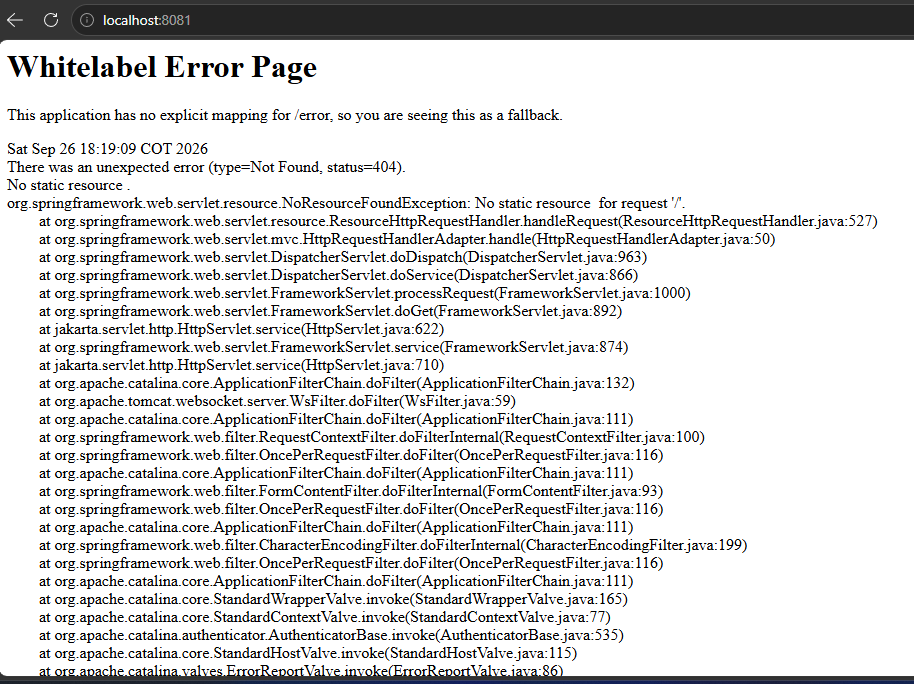 localhost:8081
Whitelabel Error Page
This application has no explicit mapping for /error, so you are seeing this as a fallback.
Sat Sep 26 18:19:09 COT 2026
There was an unexpected error (type=Not Found, status=404).
No static resource .
org.springframework.web.servlet.resource.NoResourceFoundException: No static resource  for request '/'.
at org.springframework.web.servlet.resource.ResourceHttpRequestHandler.handleRequest(ResourceHttpRequestHandler.java:527)
at org.springframework.web.servlet.mvc.HttpRequestHandlerAdapter.handle(HttpRequestHandlerAdapter.java:50)
at org.springframework.web.servlet.DispatcherServlet.doDispatch(DispatcherServlet.java:963)
at org.springframework.web.servlet.DispatcherServlet.doService(DispatcherServlet.java:866)
at org.springframework.web.servlet.FrameworkServlet.processRequest(FrameworkServlet.java:1000)
at org.springframework.web.servlet.FrameworkServlet.doGet(FrameworkServlet.java:892)
at jakarta.servlet.http.HttpServlet.service(HttpServlet.java:622)
at org.springframework.web.servlet.FrameworkServlet.service(FrameworkServlet.java:874)
at jakarta.servlet.http.HttpServlet.service(HttpServlet.java:710)
at org.apache.catalina.core.ApplicationFilterChain.doFilter(ApplicationFilterChain.java:132)
at org.apache.tomcat.websocket.server.WsFilter.doFilter(WsFilter.java:59)
at org.apache.catalina.core.ApplicationFilterChain.doFilter(ApplicationFilterChain.java:111)
at org.springframework.web.filter.RequestContextFilter.doFilterInternal(RequestContextFilter.java:100)
at org.springframework.web.filter.OncePerRequestFilter.doFilter(OncePerRequestFilter.java:116)
at org.apache.catalina.core.ApplicationFilterChain.doFilter(ApplicationFilterChain.java:111)
at org.springframework.web.filter.FormContentFilter.doFilterInternal(FormContentFilter.java:93)
at org.springframework.web.filter.OncePerRequestFilter.doFilter(OncePerRequestFilter.java:116)
at org.apache.catalina.core.ApplicationFilterChain.doFilter(ApplicationFilterChain.java:111)
at org.springframework.web.filter.CharacterEncodingFilter.doFilterInternal(CharacterEncodingFilter.java:199)
at org.springframework.web.filter.OncePerRequestFilter.doFilter(OncePerRequestFilter.java:116)
at org.apache.catalina.core.ApplicationFilterChain.doFilter(ApplicationFilterChain.java:111)
at org.apache.catalina.core.StandardWrapperValve.invoke(StandardWrapperValve.java:165)
at org.apache.catalina.core.StandardContextValve.invoke(StandardContextValve.java:77)
at org.apache.catalina.authenticator.AuthenticatorBase.invoke(AuthenticatorBase.java:535)
at org.apache.catalina.core.StandardHostValve.invoke(StandardHostValve.java:115)
at org.apache.catalina.valves.ErrorReportValve.invoke(ErrorReportValve.java:86)